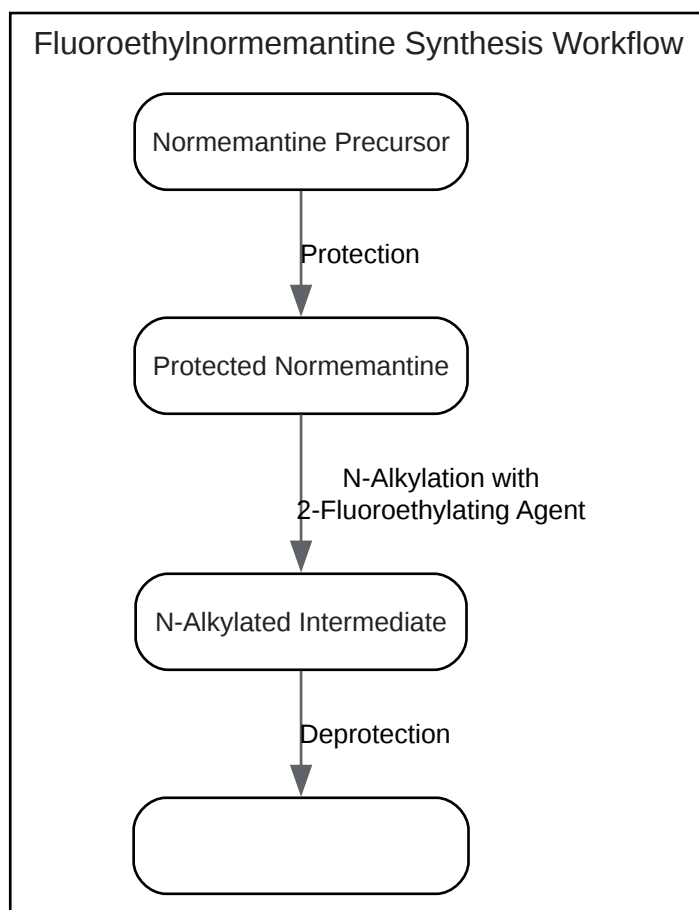 Fluoroethylnormemantine Synthesis Workflow
Normemantine Precursor
Protection
Protected Normemantine
N-Alkylation with
2-Fluoroethylating Agent
N-Alkylated Intermediate
Deprotection